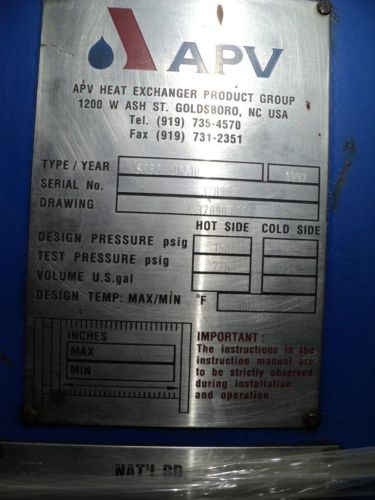 APV
APV HEAT EXCHANGER PRODUCT GROUP
1200 W ASH ST. GOLDSBORO, NC USA
Tel. (919) 735-4570
Fax (919) 731-2351
TYPE / YEAR 1997
SERIAL No.
DRAWING
HOT SIDE COLD SIDE
DESIGN PRESSURE psig 150
TEST PRESSURE psig 225
VOLUME U.S.gal
DESIGN TEMP: MAX/MIN °F
INCHES
MAX
MIN
IMPORTANT:
The instructions in the
instruction manual are
to be strictly observed
during installation
and operation.
NAT'L BD